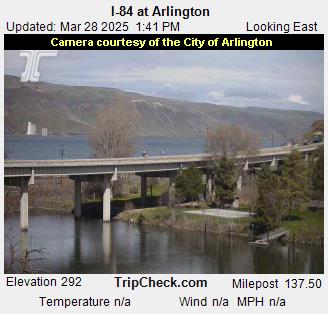 I-84 at Arlington
Updated: Mar 28 2025 1:41 PM Looking East
Camera courtesy of the City of Arlington
Elevation 292 TripCheck.com Milepost 137.50
Temperature n/a Wind n/a MPH n/a